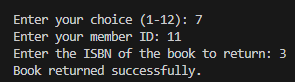 Enter your choice (1-12): 7
Enter your member ID: 11
Enter the ISBN of the book to return: 3
Book returned successfully.